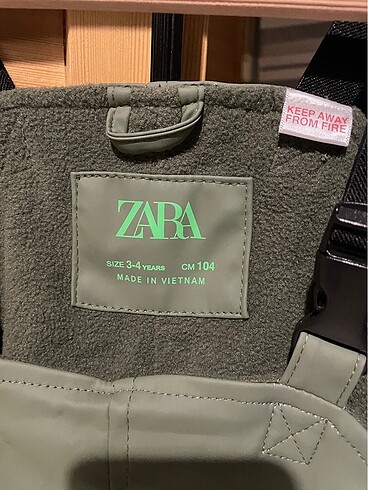 KEEP AWAY
FROM FIRE
ZARA
SIZE 3-4 YEARS CM 104
MADE IN VIETNAM